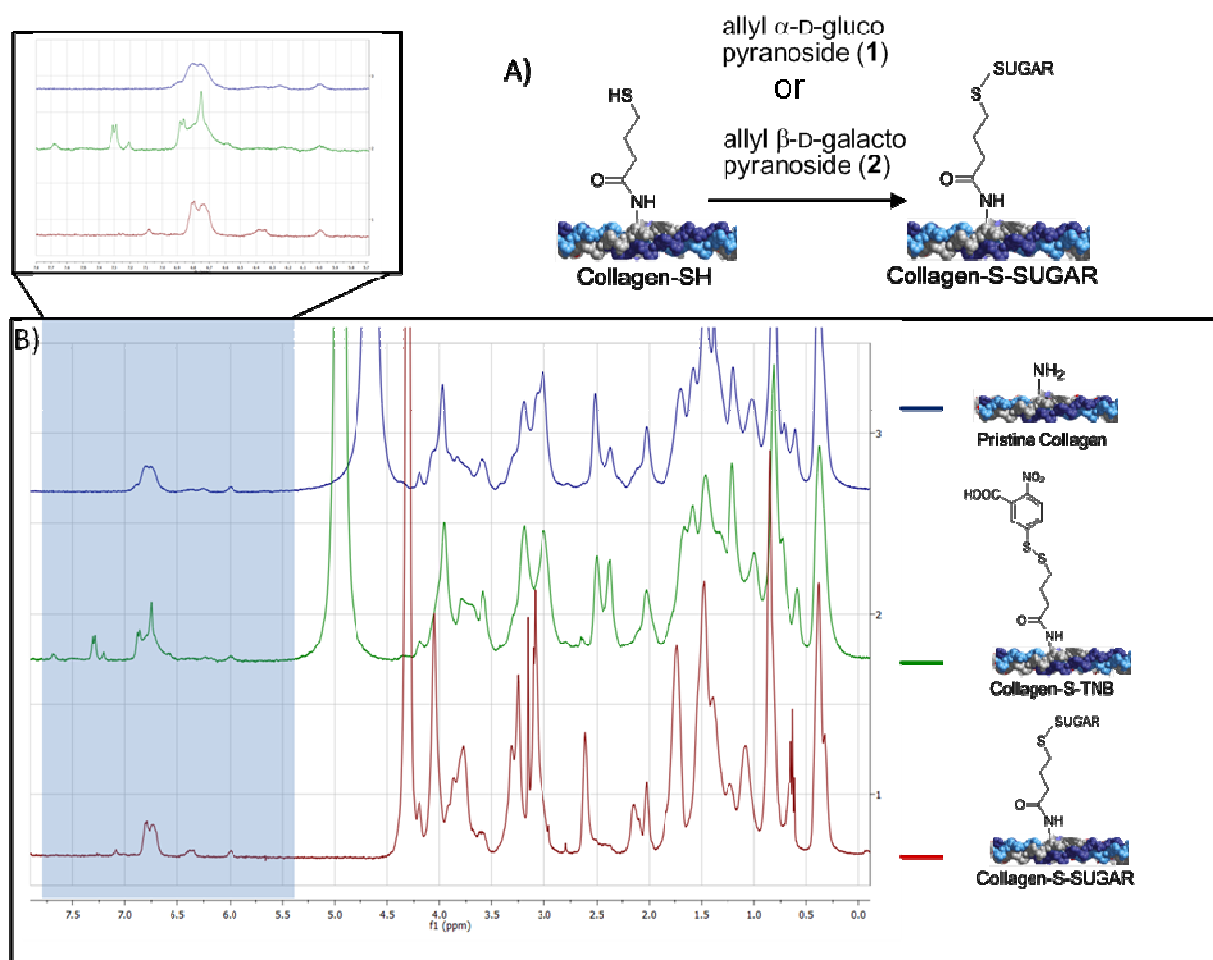 A)
allyl α-D-gluco
pyranoside (1)
or
allyl β-D-galacto
pyranoside (2)
HS
O
NH
Collagen-SH
SUGAR
S
O
NH
Collagen-S-SUGAR
B)
3
2
1
7.5 7.0 6.5 6.0 5.5 5.0 4.5 4.0 3.5 3.0 2.5 2.0 1.5 1.0 0.5 0.0
f1 (ppm)
NH2
Pristine Collagen
NO2
HOOC
S
S
O
NH
Collagen-S-TNB
SUGAR
S
O
NH
Collagen-S-SUGAR